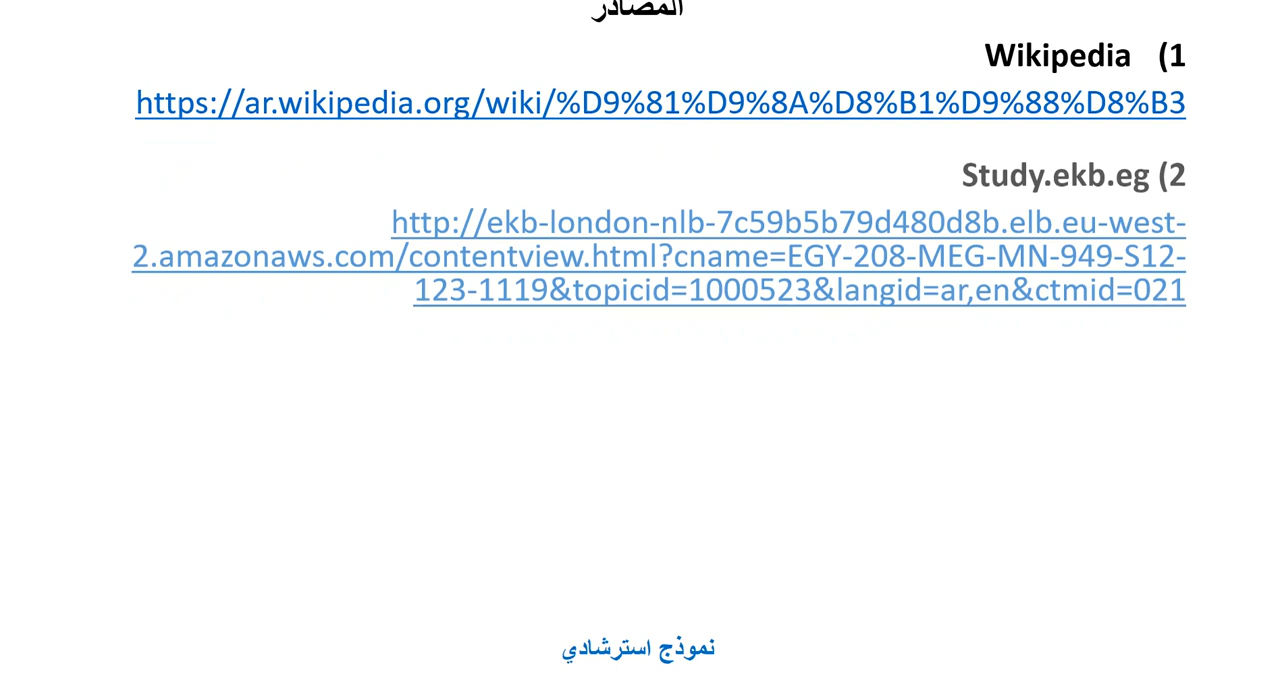 المصادر
1) Wikipedia
https://ar.wikipedia.org/wiki/%D9%81%D9%8A%D8%B1%D9%88%D8%B3
2) Study.ekb.eg
http://ekb-london-nlb-7c59b5b79d480d8b.elb.eu-west-
2.amazonaws.com/contentview.html?cname=EGY-208-MEG-MN-949-S12-
123-1119&topicid=1000523&langid=ar,en&ctmid=021
نموذج استرشادي